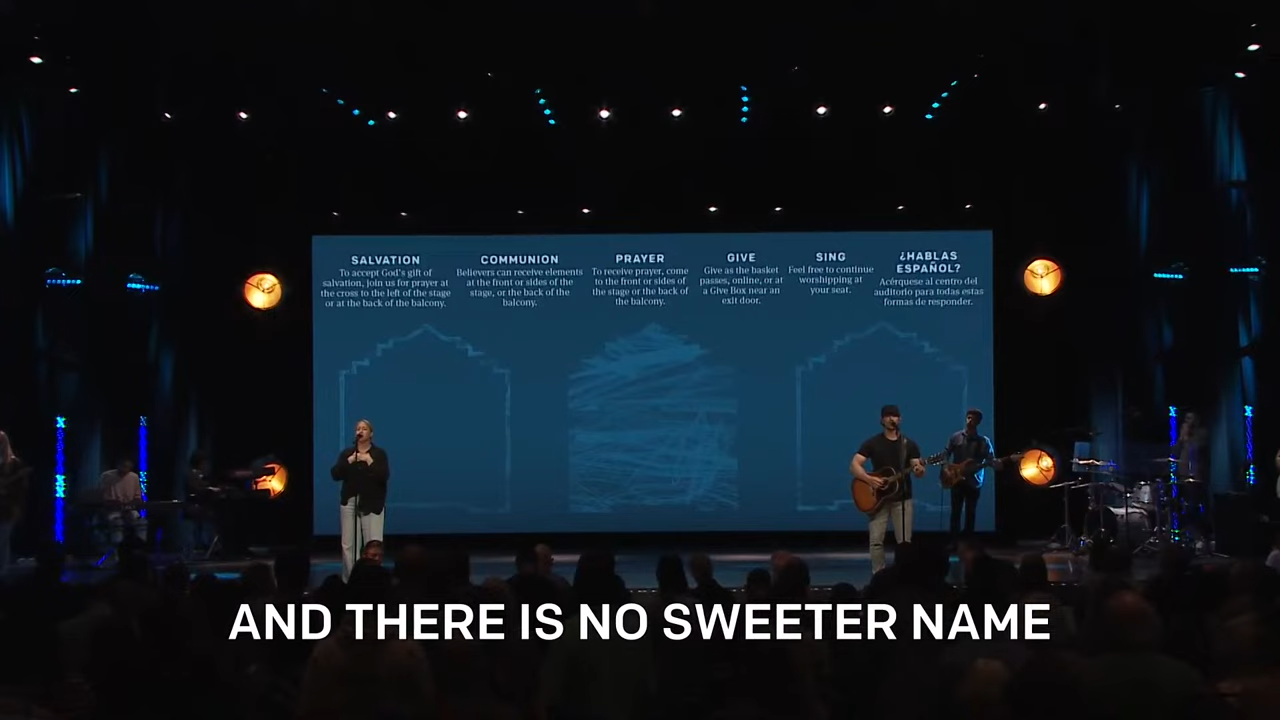 SALVATION
To accept God's gift of
salvation, join us for prayer at
the cross to the left of the stage
or at the back of the balcony.
COMMUNION
Believers can receive elements
at the front or sides of the
stage, or the back of the
balcony.
PRAYER
To receive prayer, come
to the front or sides of
the stage or the back of
the balcony.
GIVE
Give as the basket
passes, online, or at
a Give Box near an
exit door.
SING
Feel free to continue
worshipping at
your seat.
¿HABLAS
ESPAÑOL?
Acérquese al centro del
auditorio para todas estas
formas de responder.
AND THERE IS NO SWEETER NAME